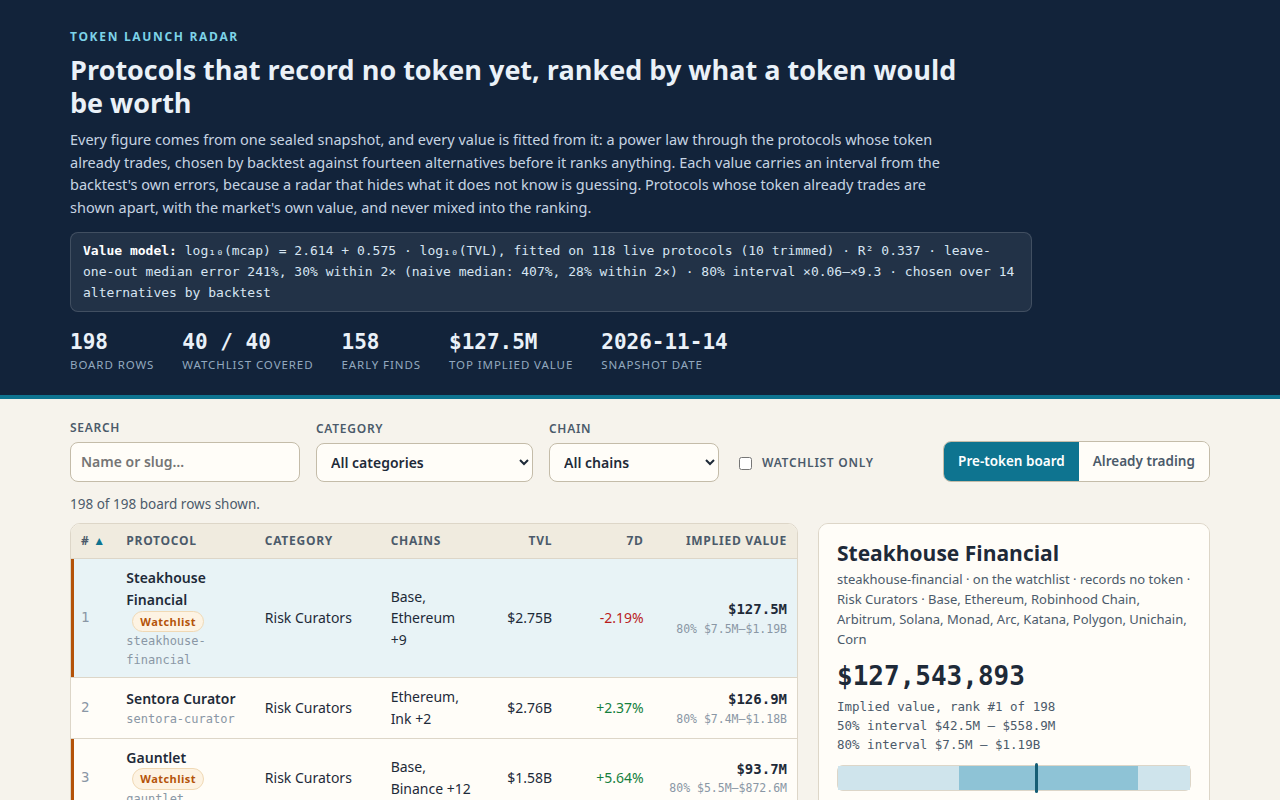 TOKEN LAUNCH RADAR
Protocols that record no token yet, ranked by what a token would
be worth
Every figure comes from one sealed snapshot, and every value is fitted from it: a power law through the protocols whose token
already trades, chosen by backtest against fourteen alternatives before it ranks anything. Each value carries an interval from the
backtest's own errors, because a radar that hides what it does not know is guessing. Protocols whose token already trades are
shown apart, with the market's own value, and never mixed into the ranking.
Value model: log₁₀(mcap) = 2.614 + 0.575 · log₁₀(TVL), fitted on 118 live protocols (10 trimmed) · R² 0.337 · leave-
one-out median error 241%, 30% within 2× (naive median: 407%, 28% within 2×) · 80% interval ×0.06—×9.3 · chosen over 14
alternatives by backtest
198 40 / 40 158 $127.5M 2026-11-14
BOARD ROWS WATCHLIST COVERED EARLY FINDS TOP IMPLIED VALUE SNAPSHOT DATE
SEARCH CATEGORY CHAIN
Name or slug... All categories All chains WATCHLIST ONLY Pre-token board Already trading
198 of 198 board rows shown.
# ▲ PROTOCOL CATEGORY CHAINS TVL 7D IMPLIED VALUE
1 Steakhouse Financial Watchlist steakhouse-financial Risk Curators Base, Ethereum +9 $2.75B -2.19% $127.5M 80% $7.5M—$1.19B
2 Sentora Curator sentora-curator Risk Curators Ethereum, Ink +2 $2.76B +2.37% $126.9M 80% $7.4M—$1.18B
3 Gauntlet Watchlist gauntlet Risk Curators Base, Binance +12 $1.58B +5.64% $93.7M 80% $5.5M—$872.6M
Steakhouse Financial
steakhouse-financial · on the watchlist · records no token ·
Risk Curators · Base, Ethereum, Robinhood Chain,
Arbitrum, Solana, Monad, Arc, Katana, Polygon, Unichain,
Corn
$127,543,893
Implied value, rank #1 of 198
50% interval $42.5M — $558.9M
80% interval $7.5M — $1.19B